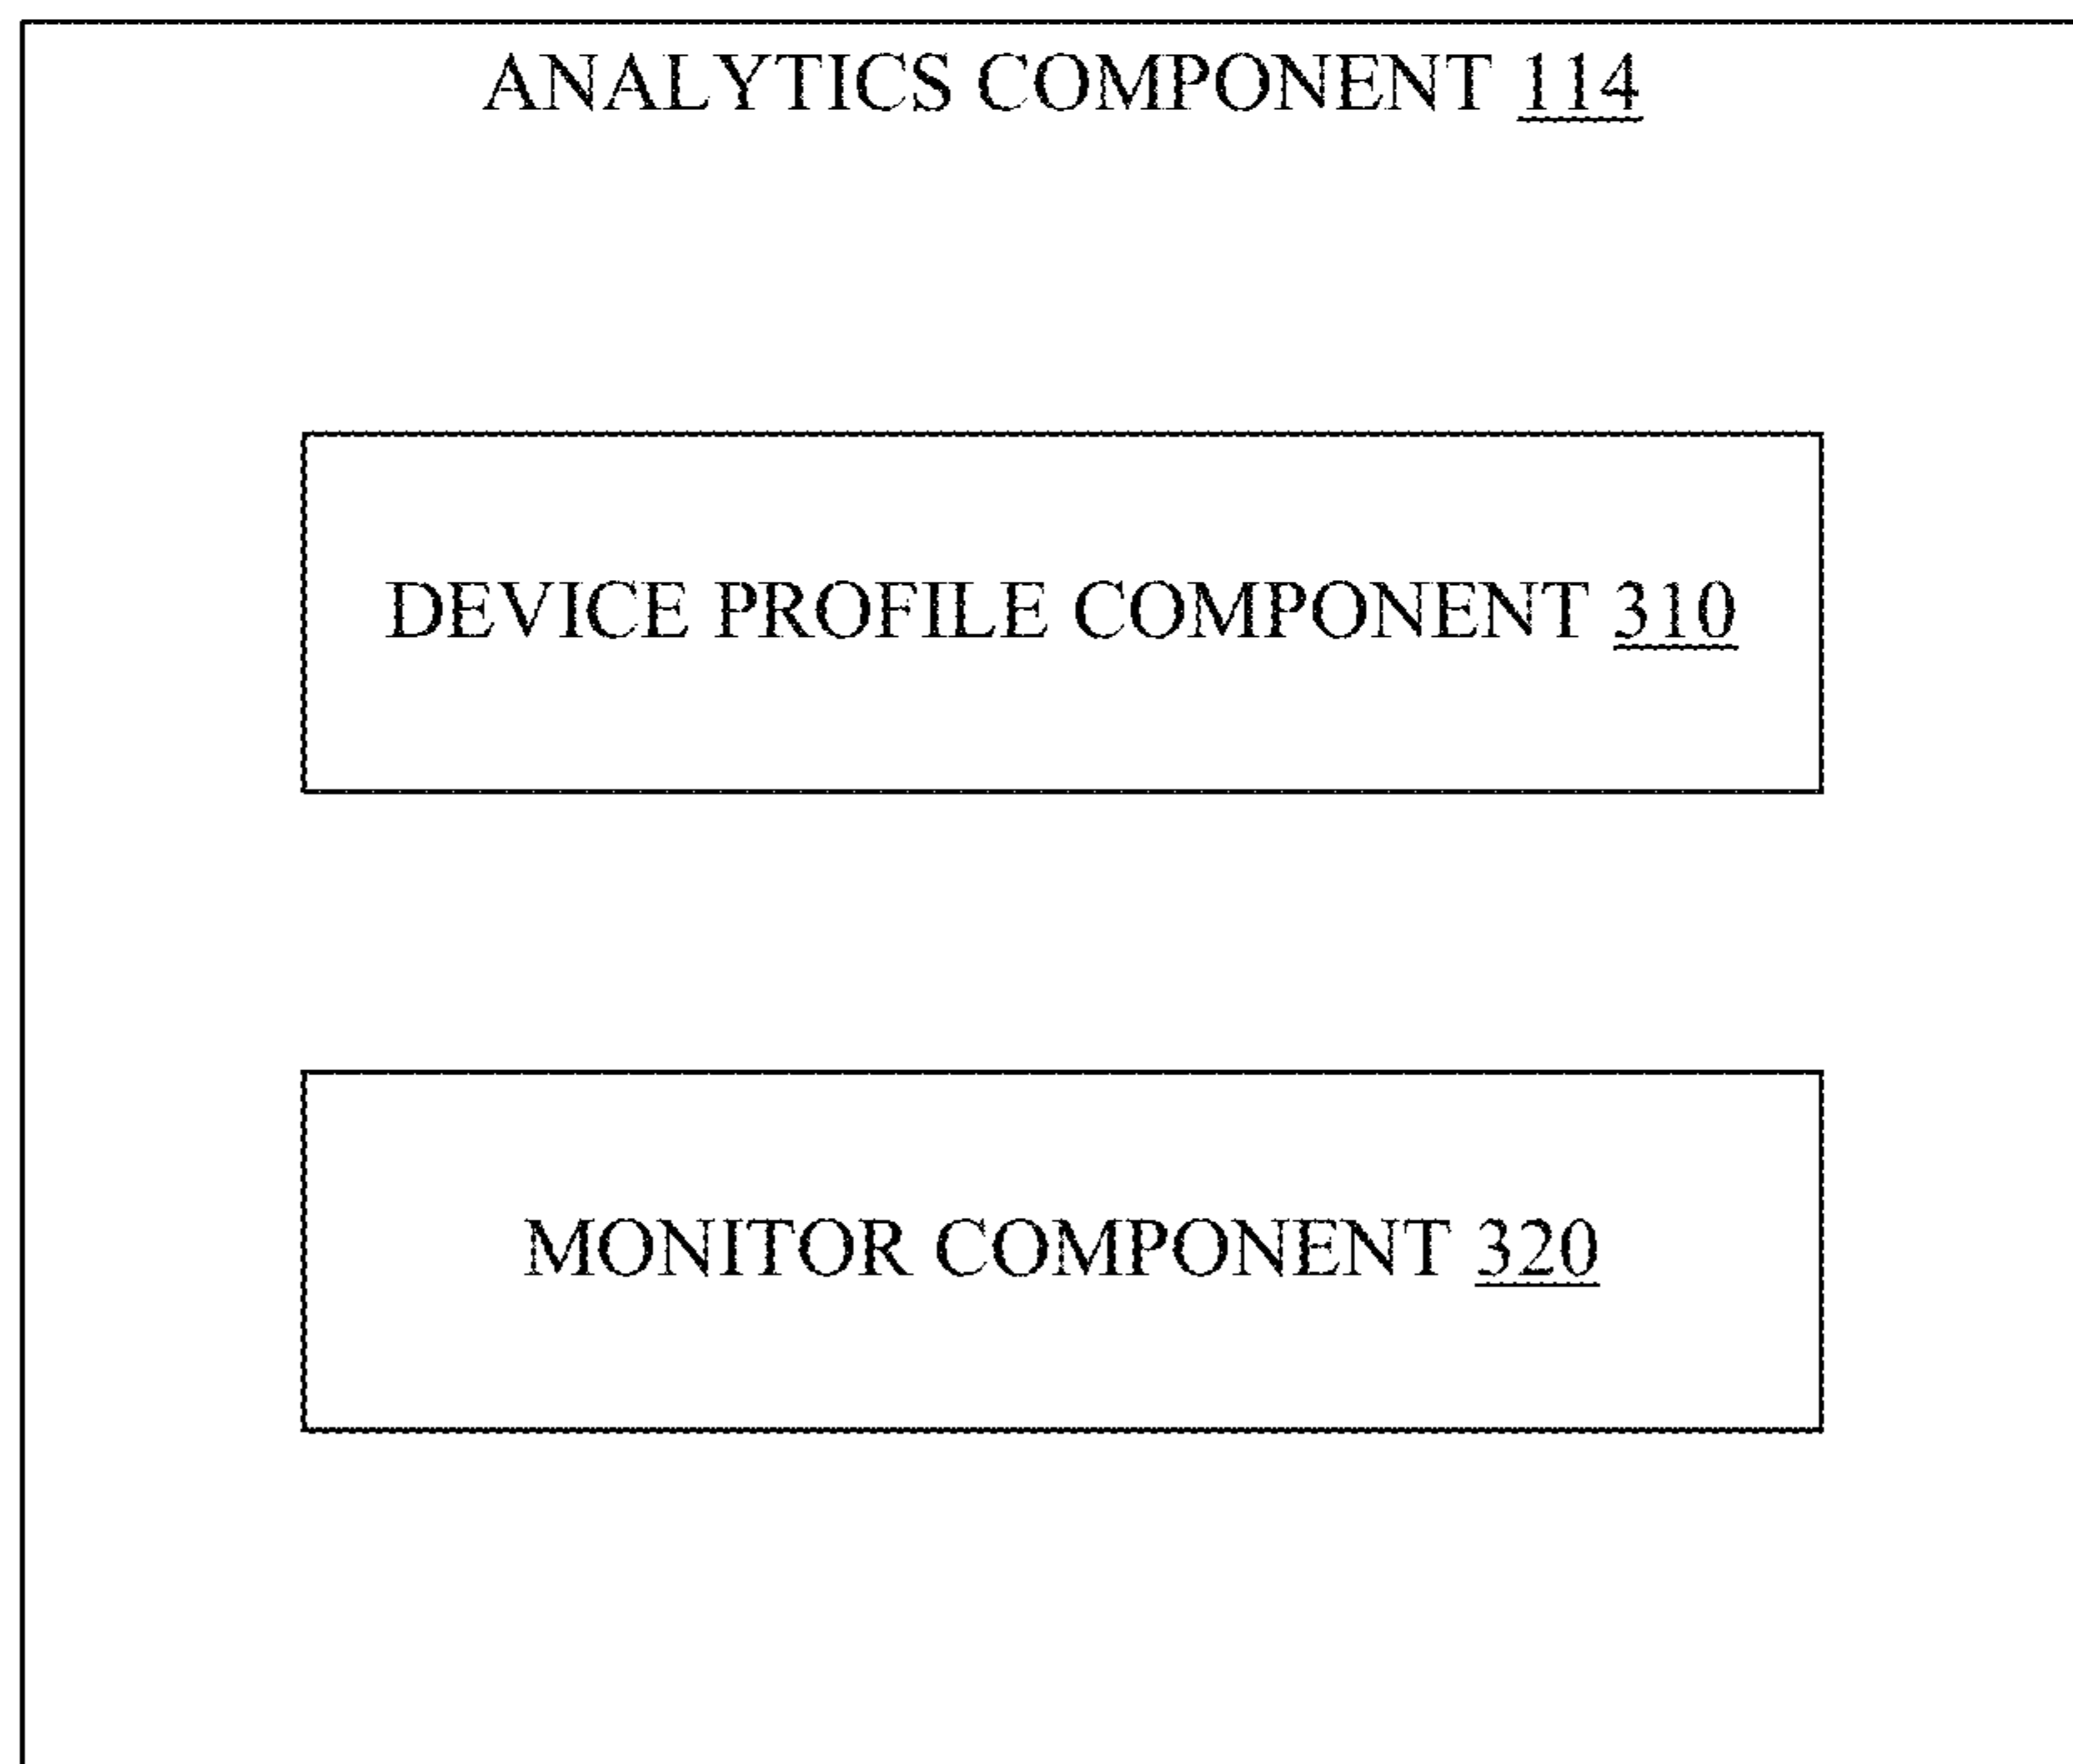 ANALYTICS COMPONENT 114
DEVICE PROFILE COMPONENT 310
MONITOR COMPONENT 320